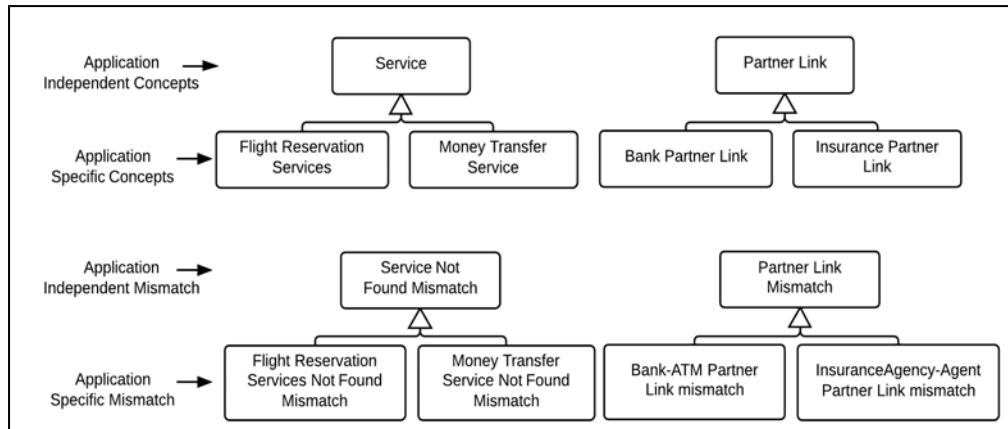 Application
Independent Concepts
Service
Partner Link
Application
Specific Concepts
Flight Reservation
Services
Money Transfer
Service
Bank Partner Link
Insurance Partner
Link
Application
Independent Mismatch
Service Not
Found Mismatch
Partner Link
Mismatch
Application
Specific Mismatch
Flight Reservation
Services Not Found
Mismatch
Money Transfer
Service Not Found
Mismatch
Bank-ATM Partner
Link mismatch
InsuranceAgency-Agent
Partner Link mismatch